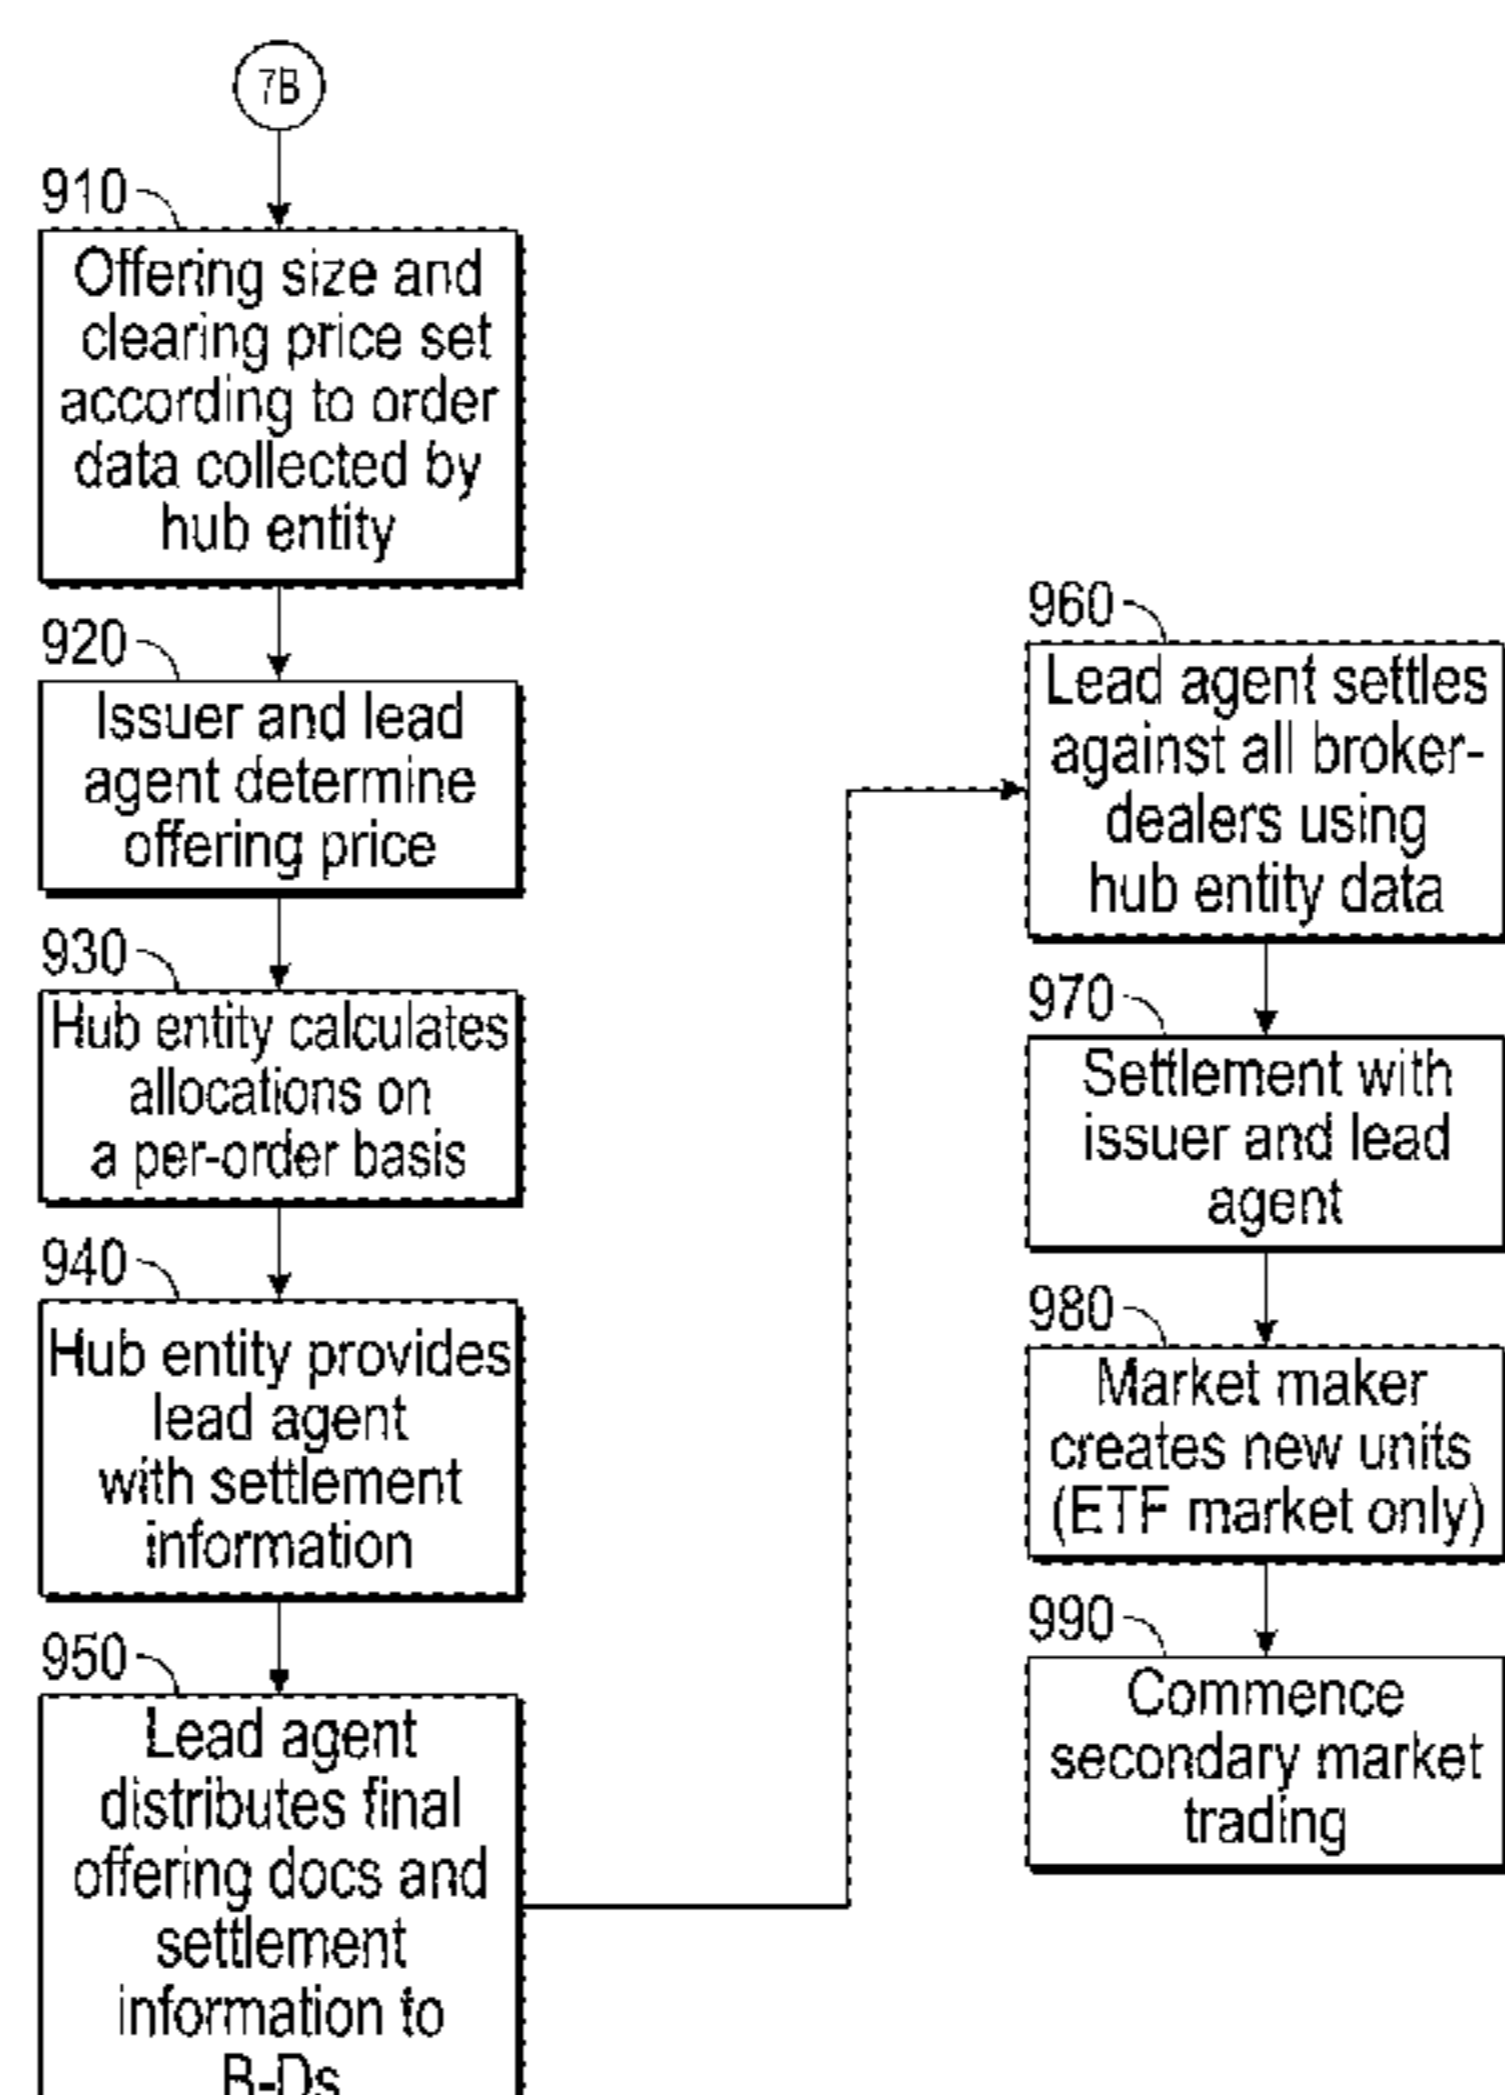 7B
910
Offering size and
clearing price set
according to order
data collected by
hub entity
920
Issuer and lead
agent determine
offering price
930
Hub entity calculates
allocations on
a per-order basis
940
Hub entity provides
lead agent
with settlement
information
950
Lead agent
distributes final
offering docs and
settlement
information to
B-Ds
960
Lead agent settles
against all broker-
dealers using
hub entity data
970
Settlement with
issuer and lead
agent
980
Market maker
creates new units
(ETF market only)
990
Commence
secondary market
trading